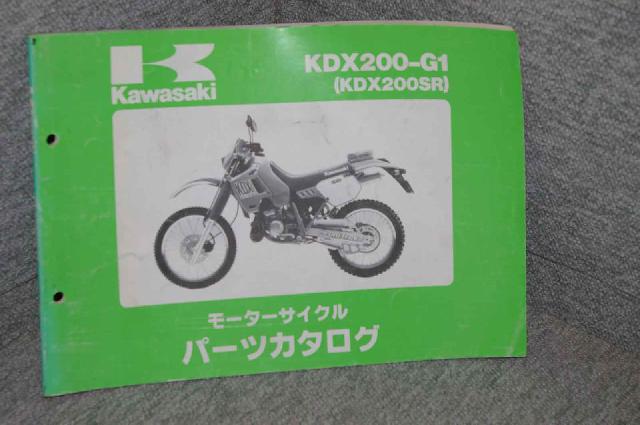 Kawasaki
KDX200-G1
(KDX200SR)
KDX
モーターサイクル
パーツカタログ